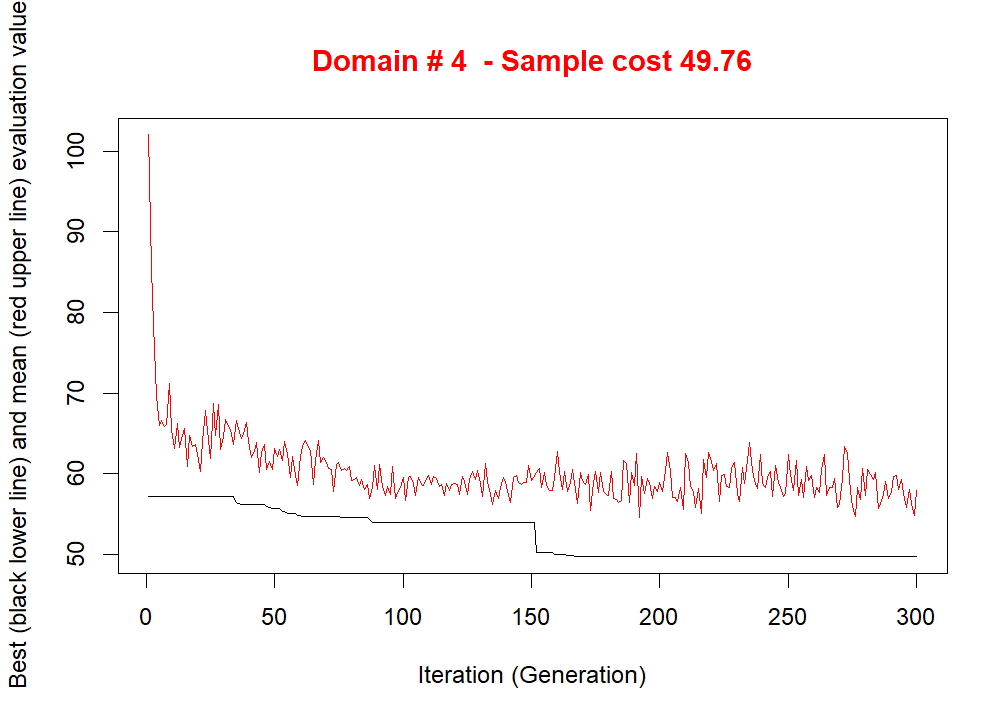 Domain # 4  - Sample cost 49.76
Best (black lower line) and mean (red upper line) evaluation value
100
90
80
70
60
50
0 50 100 150 200 250 300
Iteration (Generation)